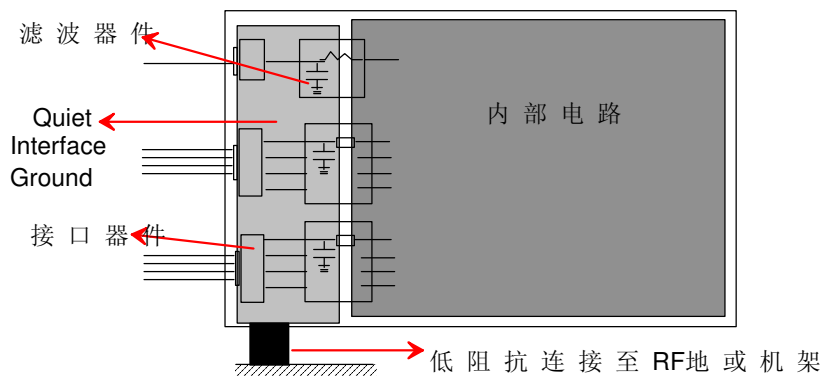 滤波器件
Quiet
Interface
Ground
内部电路
接口器件
低阻抗连接至 RF地或机架